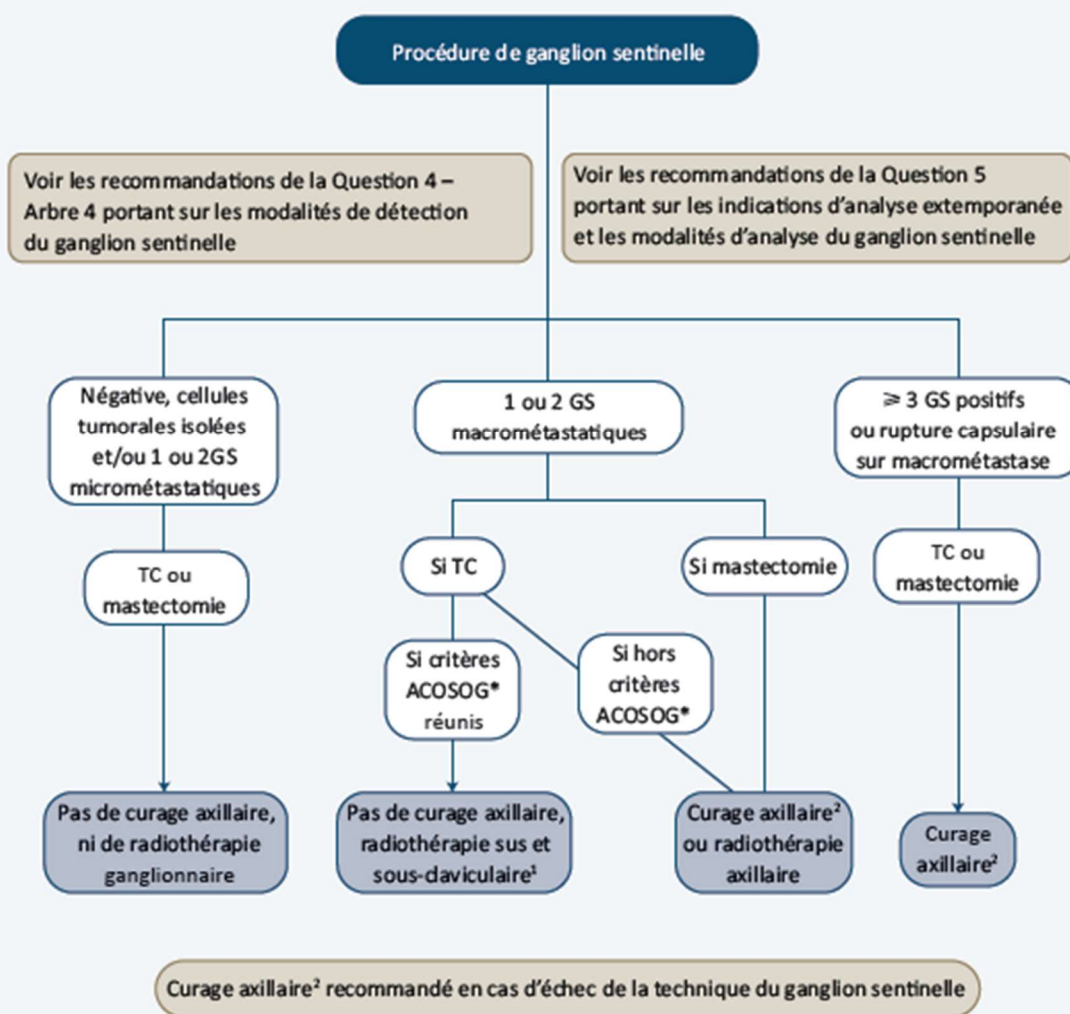 Procédure de ganglion sentinelle
Voir les recommandations de la Question 4 –
Arbre 4 portant sur les modalités de détection
du ganglion sentinelle
Voir les recommandations de la Question 5
portant sur les indications d'analyse extemporanée
et les modalités d'analyse du ganglion sentinelle
Négative, cellules
tumorales isolées
et/ou 1 ou 2GS
micrométastatiques
1 ou 2 GS
macrométastatiques
⩾ 3 GS positifs
ou rupture capsulaire
sur macrométastase
TC ou
mastectomie
Si TC
Si mastectomie
TC ou
mastectomie
Si critères
ACOSOG*
réunis
Si hors
critères
ACOSOG*
Pas de curage axillaire,
ni de radiothérapie
ganglionnaire
Pas de curage axillaire,
radiothérapie sus et
sous-daviculaire¹
Curage axillaire²
ou radiothérapie
axillaire
Curage
axillaire²
Curage axillaire² recommandé en cas d'échec de la technique du ganglion sentinelle